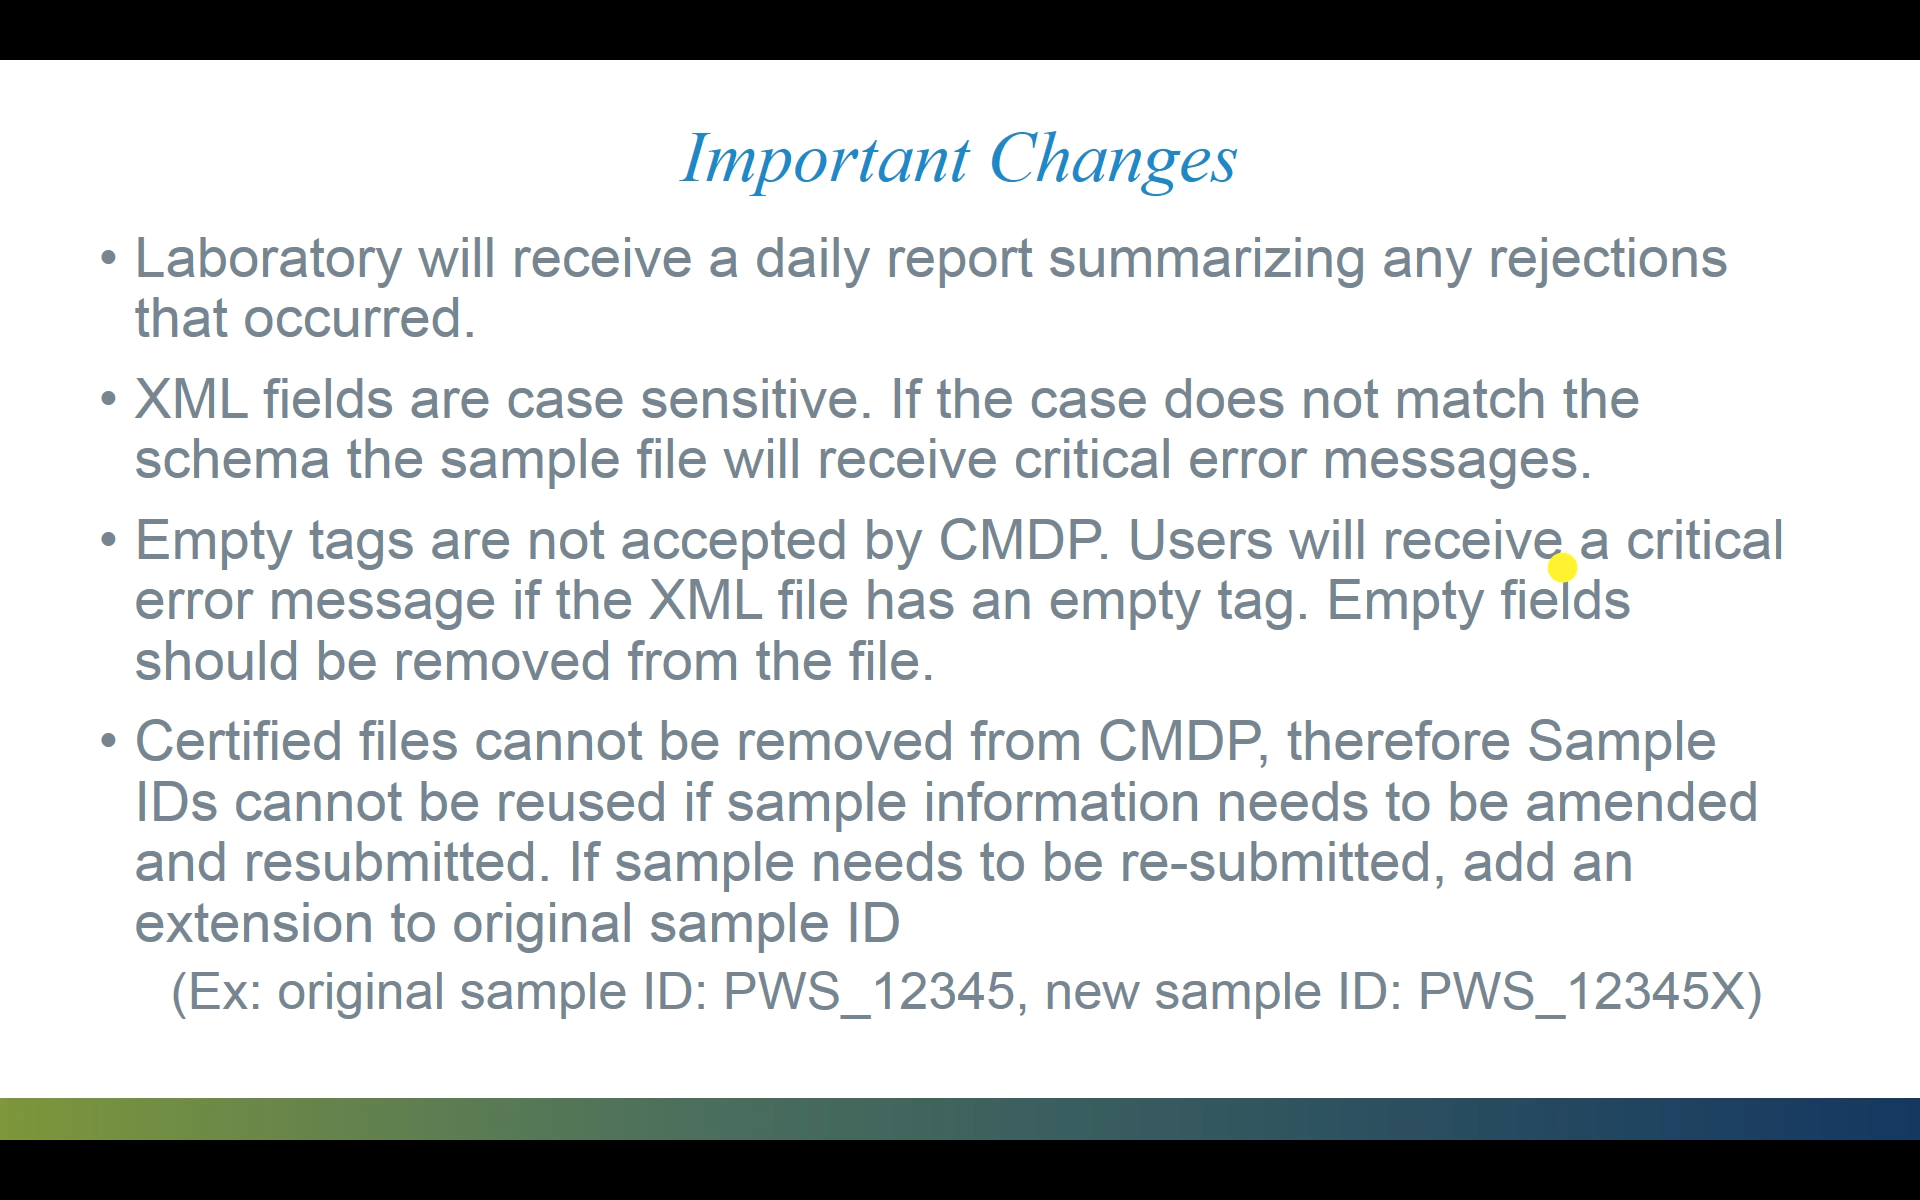 Important Changes
• Laboratory will receive a daily report summarizing any rejections
that occurred.
• XML fields are case sensitive. If the case does not match the
schema the sample file will receive critical error messages.
• Empty tags are not accepted by CMDP. Users will receive a critical
error message if the XML file has an empty tag. Empty fields
should be removed from the file.
• Certified files cannot be removed from CMDP, therefore Sample
IDs cannot be reused if sample information needs to be amended
and resubmitted. If sample needs to be re-submitted, add an
extension to original sample ID
(Ex: original sample ID: PWS_12345, new sample ID: PWS_12345X)